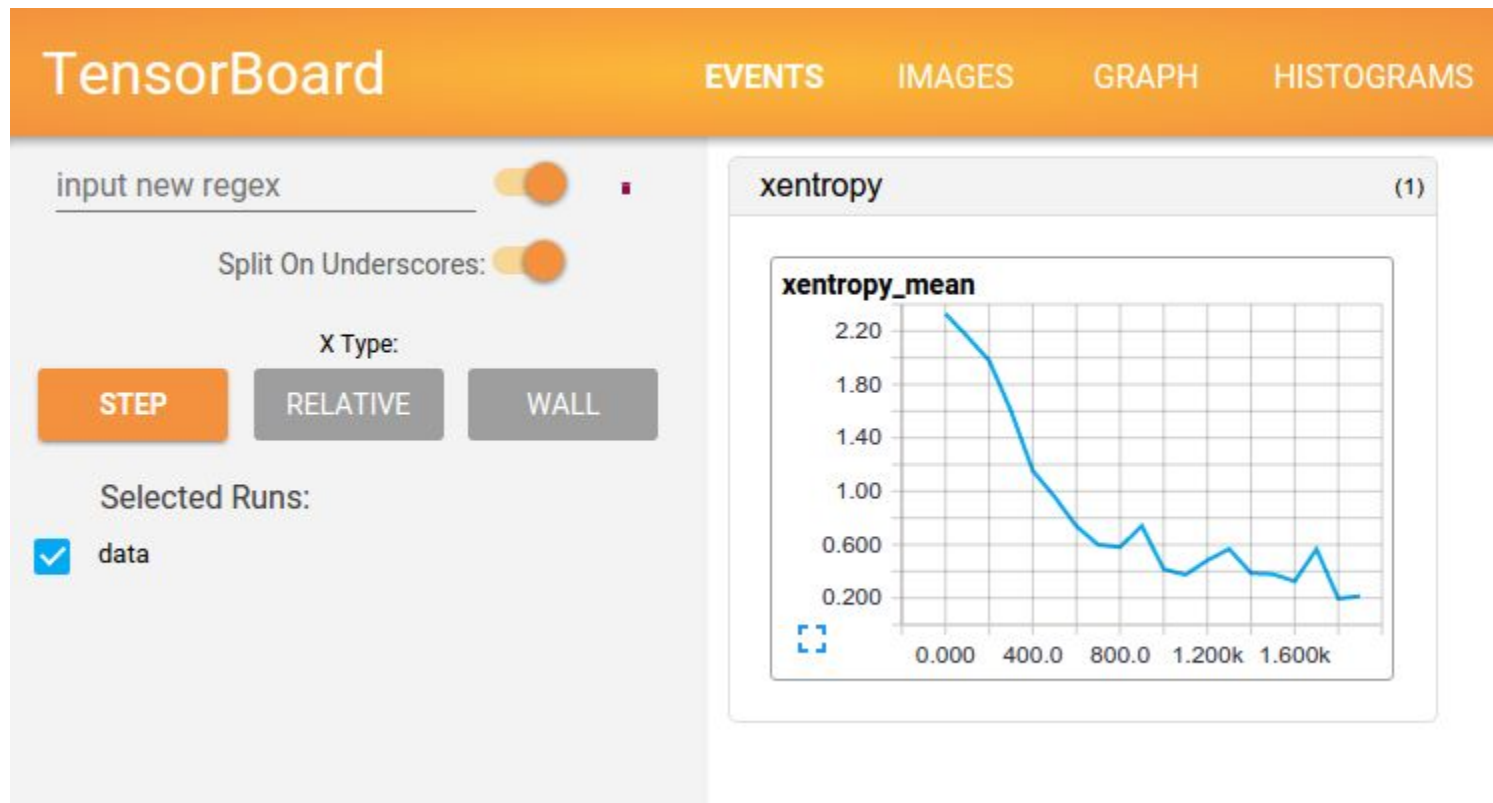 TensorBoard
EVENTS IMAGES GRAPH HISTOGRAMS
input new regex
Split On Underscores:
X Type:
STEP RELATIVE WALL
Selected Runs:
data
xentropy (1)
xentropy_mean
2.20
1.80
1.40
1.00
0.600
0.200
0.000 400.0 800.0 1.200k 1.600k